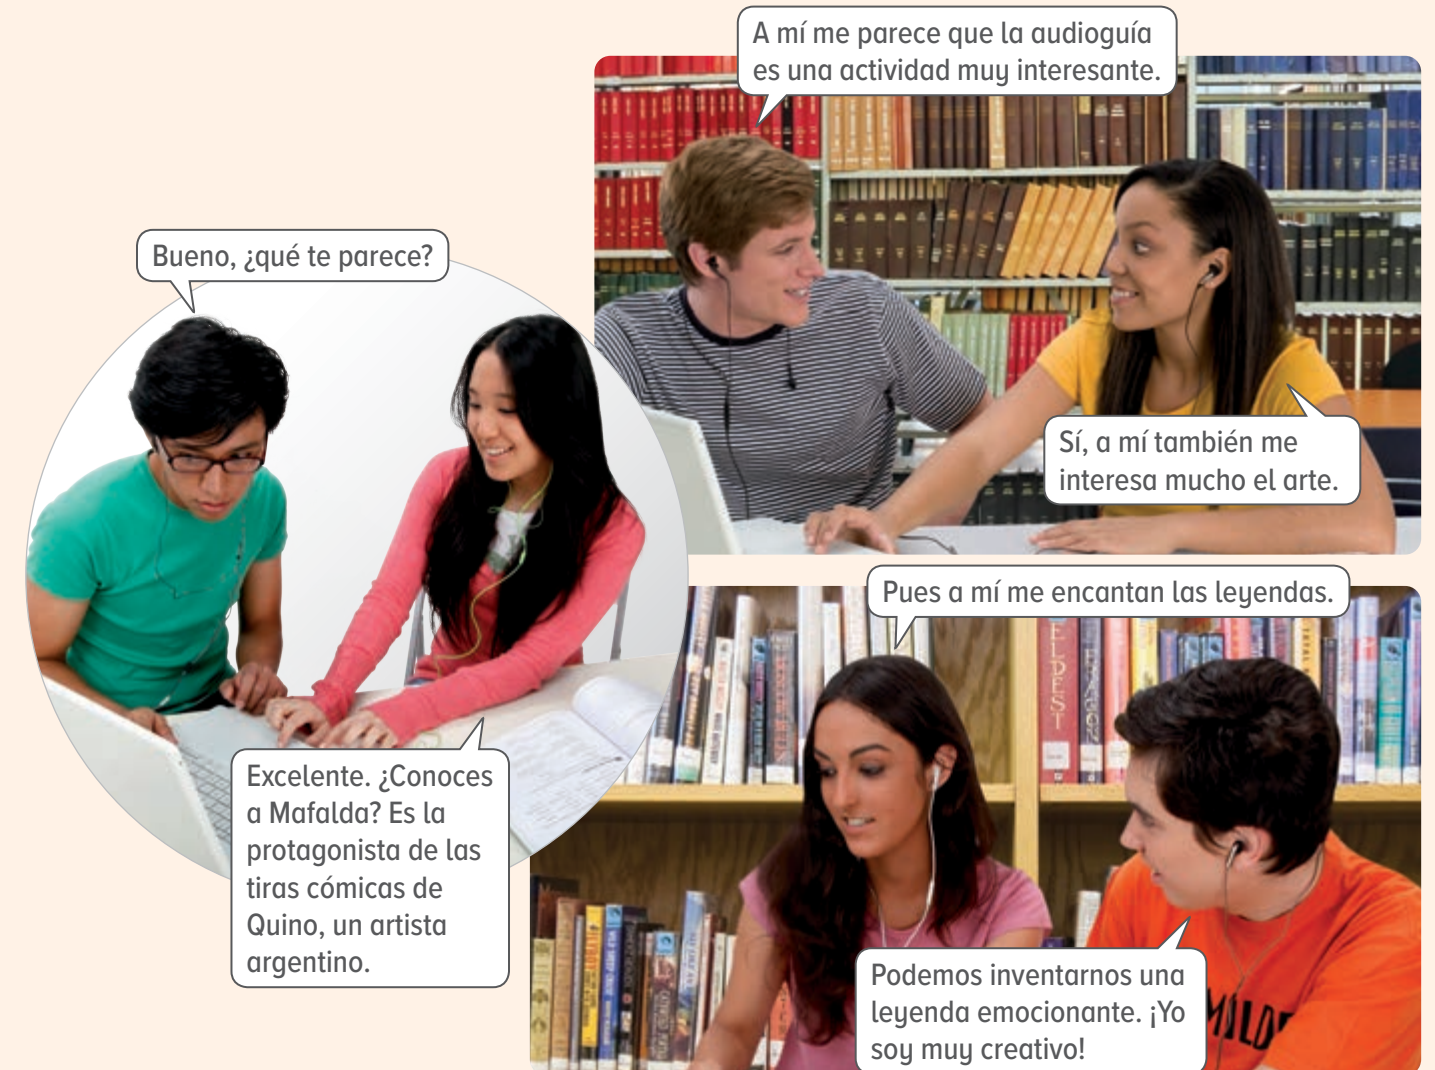 A mí me parece que la audioguía
es una actividad muy interesante.
Sí, a mí también me
interesa mucho el arte.
Bueno, ¿qué te parece?
Excelente. ¿Conoces
a Mafalda? Es la
protagonista de las
tiras cómicas de
Quino, un artista
argentino.
Pues a mí me encantan las leyendas.
Podemos inventarnos una
leyenda emocionante. ¡Yo
soy muy creativo!
ELDEST
ERAGON